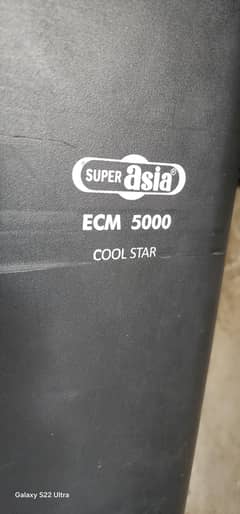 SUPER asia®
ECM 5000
COOL STAR
Galaxy S22 Ultra